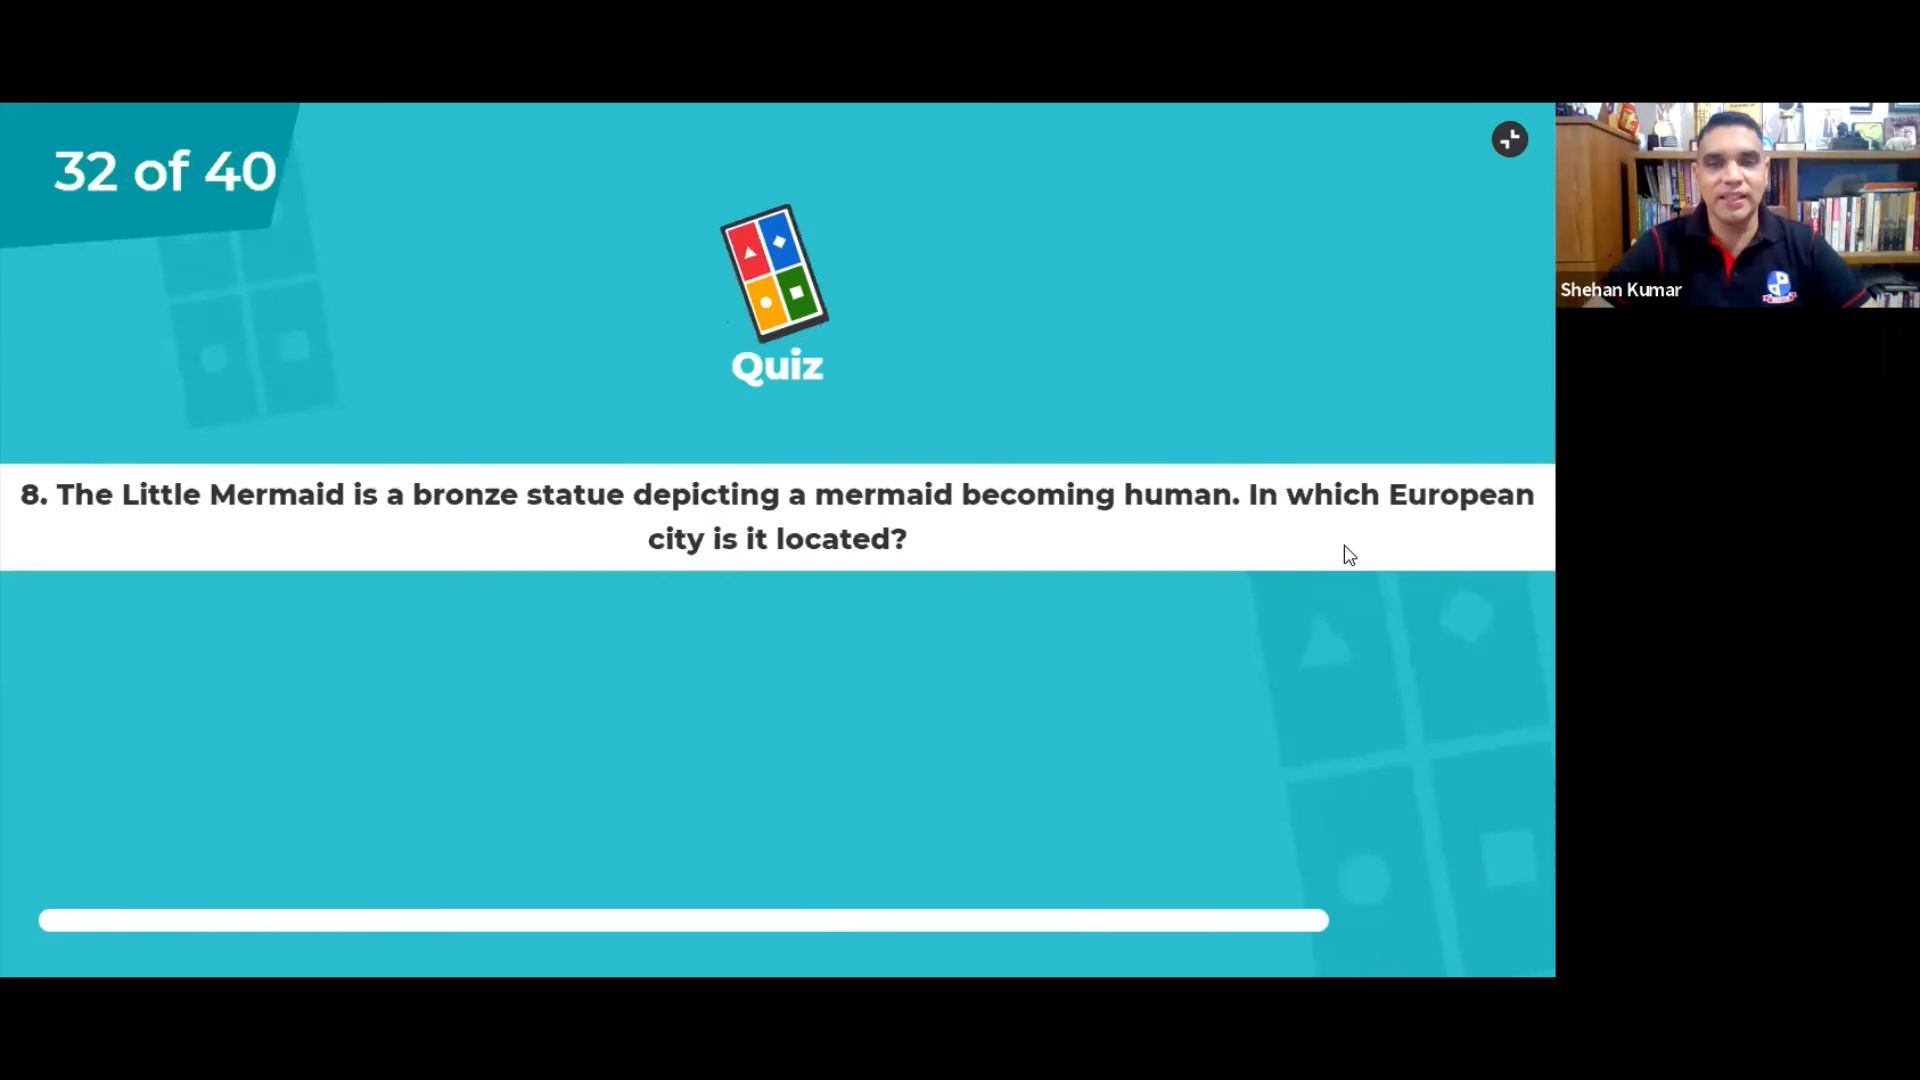 32 of 40
Quiz
8. The Little Mermaid is a bronze statue depicting a mermaid becoming human. In which European
city is it located?
Shehan Kumar